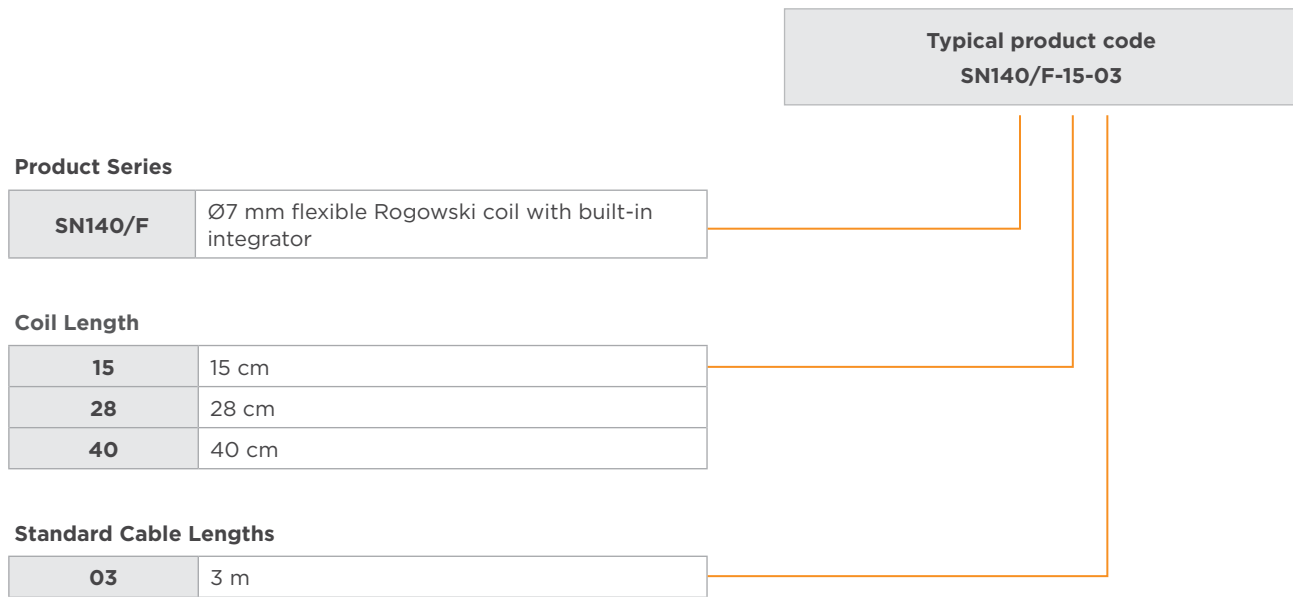 Typical product code
SN140/F-15-03
Product Series
SN140/F
Ø7 mm flexible Rogowski coil with built-in
integrator
Coil Length
15 15 cm
28 28 cm
40 40 cm
Standard Cable Lengths
03 3 m